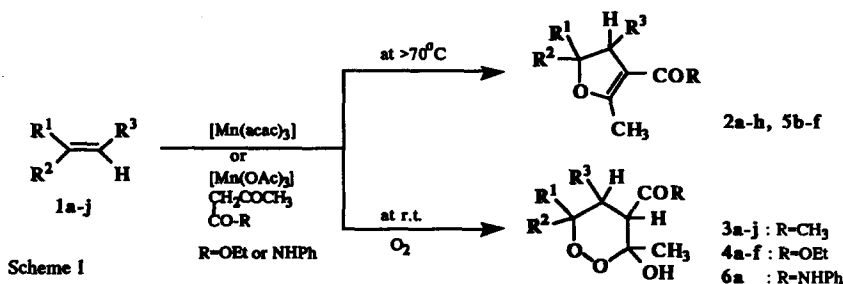 R¹ R³
R² H
1a-j
[Mn(acac)₃]
or
[Mn(OAc)₃]
CH₂COCH₃
CO-R
R=OEt or NHPh
at >70⁰C
R¹ H R³
R² COR
O CH₃
2a-h, 5b-f
at r.t.
O₂
R³ H COR
R¹ H
R² O O CH₃
OH
3a-j : R=CH₃
4a-f : R=OEt
6a : R=NHPh
Scheme I